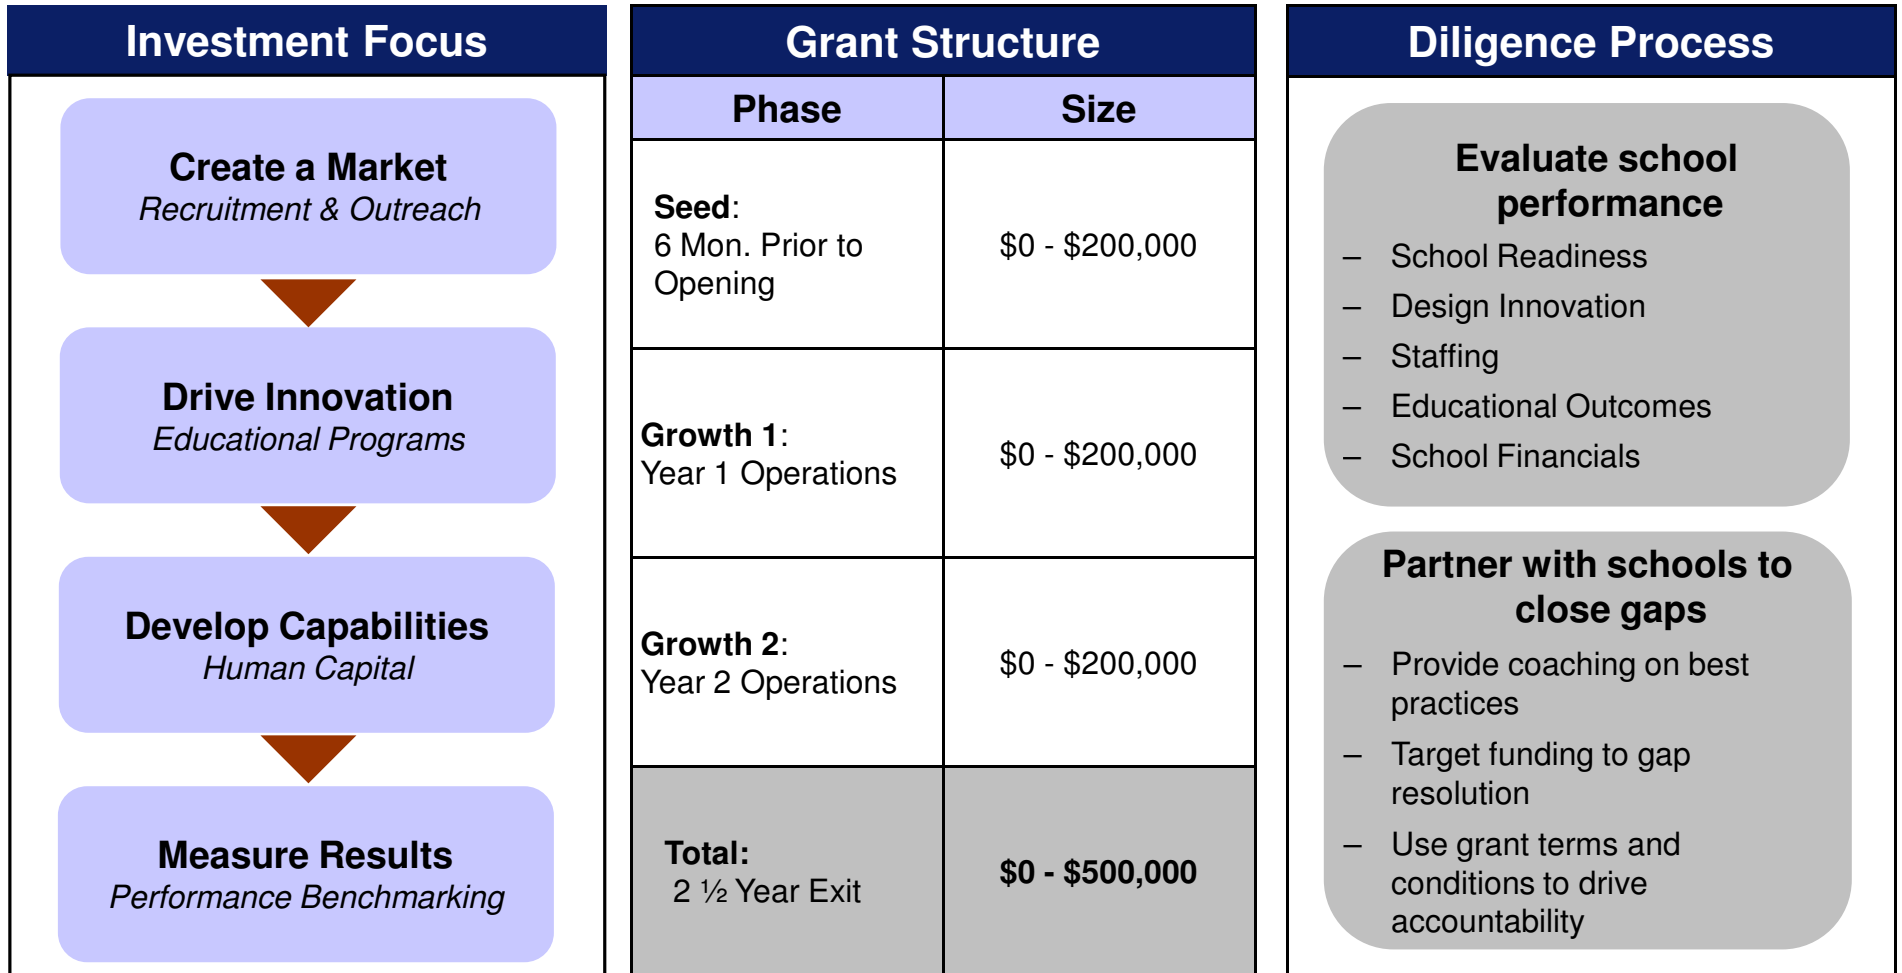 Investment Focus
Create a Market
Recruitment & Outreach
Drive Innovation
Educational Programs
Develop Capabilities
Human Capital
Measure Results
Performance Benchmarking
Grant Structure
Phase
Size
Seed:
6 Mon. Prior to
Opening
$0 - $200,000
Growth 1:
Year 1 Operations
$0 - $200,000
Growth 2:
Year 2 Operations
$0 - $200,000
Total:
2 ½ Year Exit
$0 - $500,000
Diligence Process
Evaluate school
performance
– School Readiness
– Design Innovation
– Staffing
– Educational Outcomes
– School Financials
Partner with schools to
close gaps
– Provide coaching on best
practices
– Target funding to gap
resolution
– Use grant terms and
conditions to drive
accountability